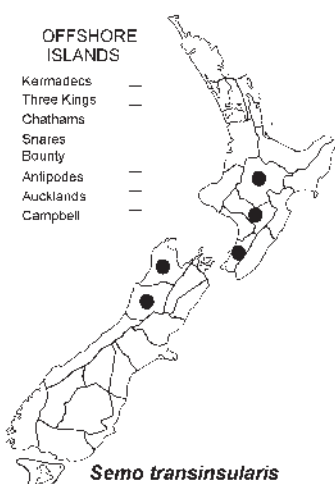 OFFSHORE
ISLANDS
Kermadecs —
Three Kings —
Chathams
Snares
Bounty
Antipodes —
Aucklands —
Campbell —
Semo transinsularis